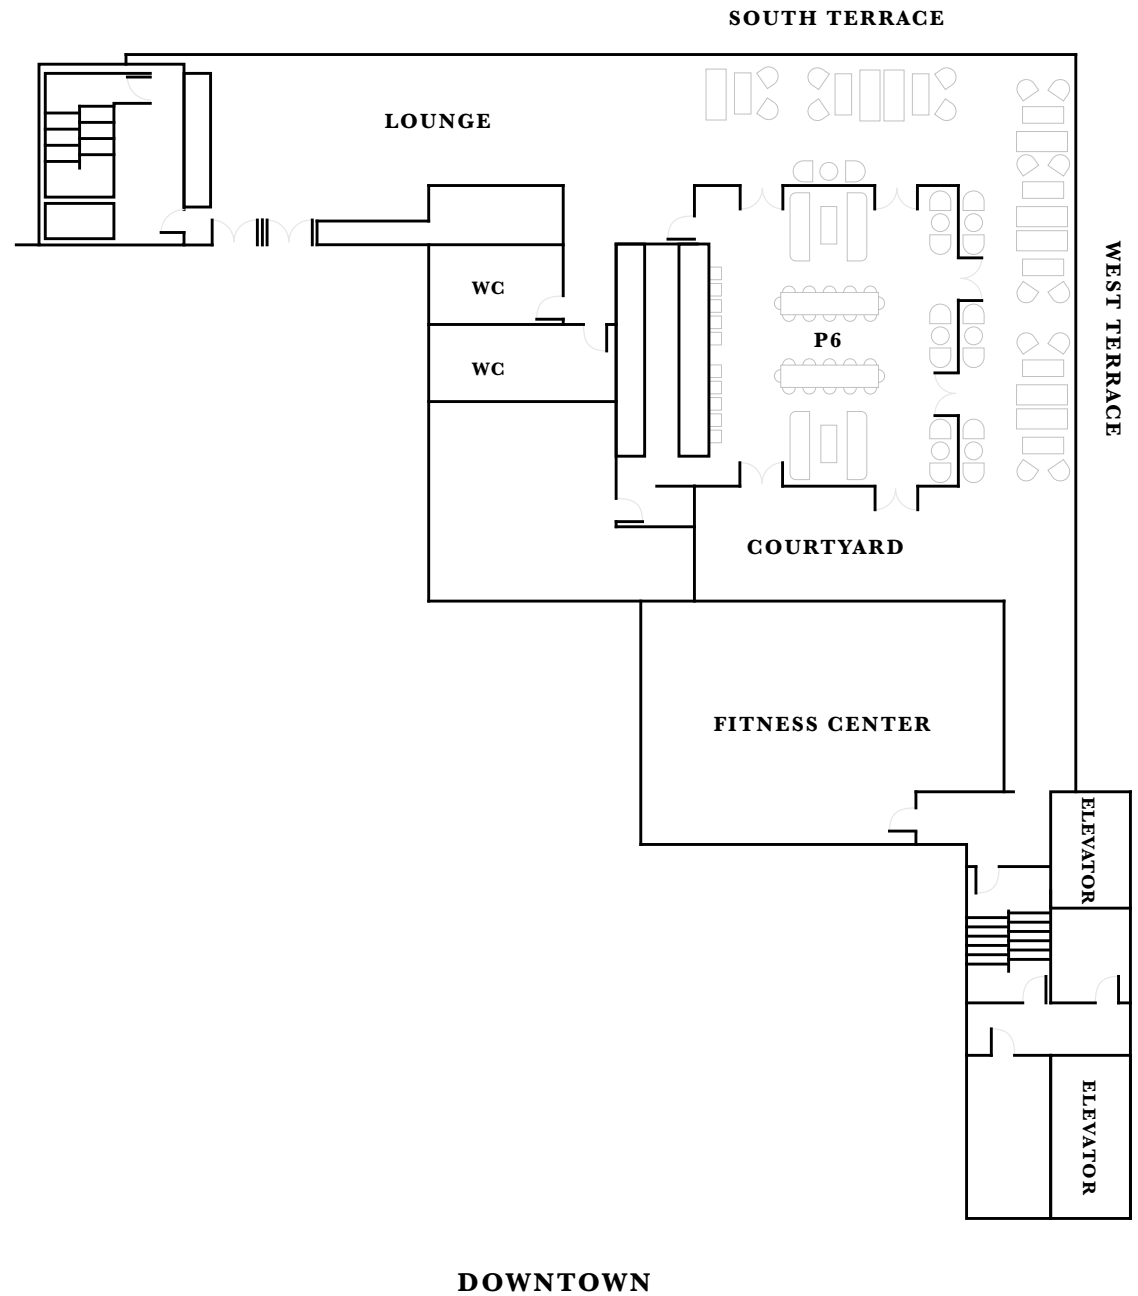 SOUTH TERRACE
LOUNGE
WEST TERRACE
WC
P6
WC
COURTYARD
FITNESS CENTER
ELEVATOR
ELEVATOR
DOWNTOWN